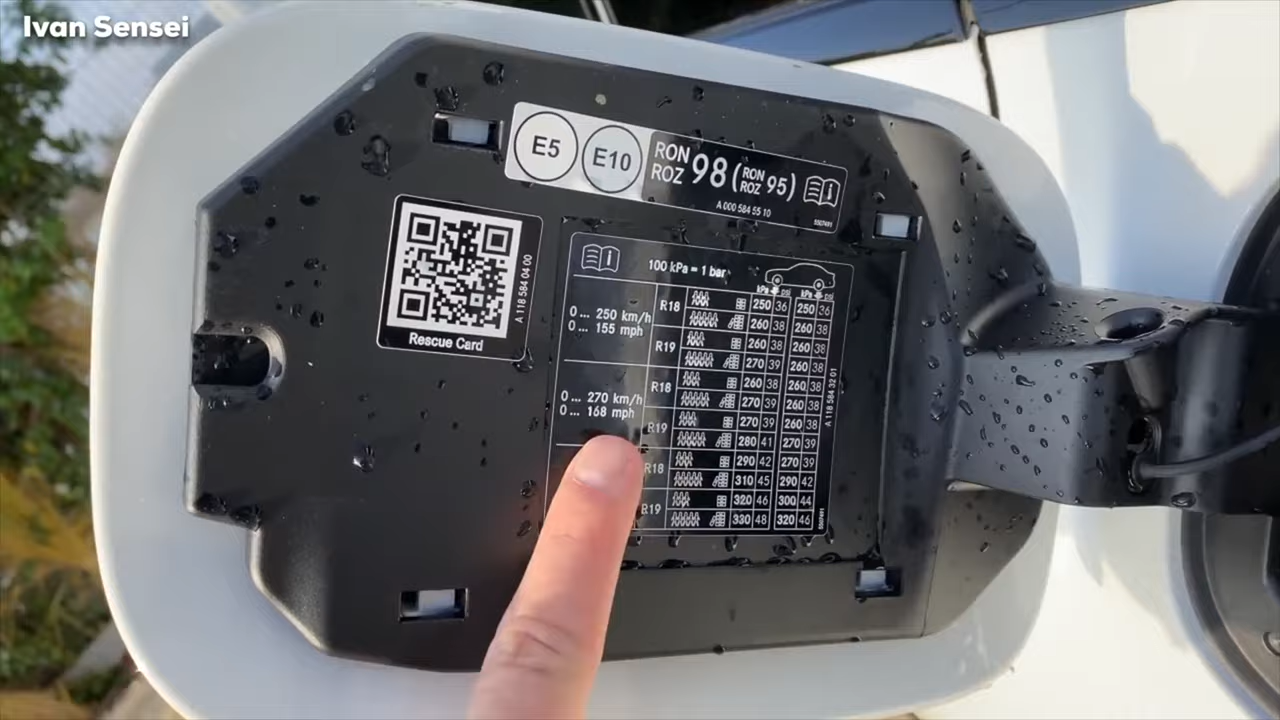 Ivan Sensei
E5 E10 RON ROZ 98 (RON ROZ 95)
A 000 584 55 10
Rescue Card
A 118 584 04 00
100 kPa = 1 bar
kPa psi kPa psi
0... 250 km/h
0... 155 mph
R18 250 36 250 36
260 38 260 38
R19 260 38 260 38
270 39 260 38
0... 270 km/h
0... 168 mph
R18 260 38 260 38
270 39 260 38
R19 270 39 260 38
280 41 270 39
R18 290 42 270 39
310 45 290 42
R19 320 46 300 44
330 48 320 46
A 118 584 32 01